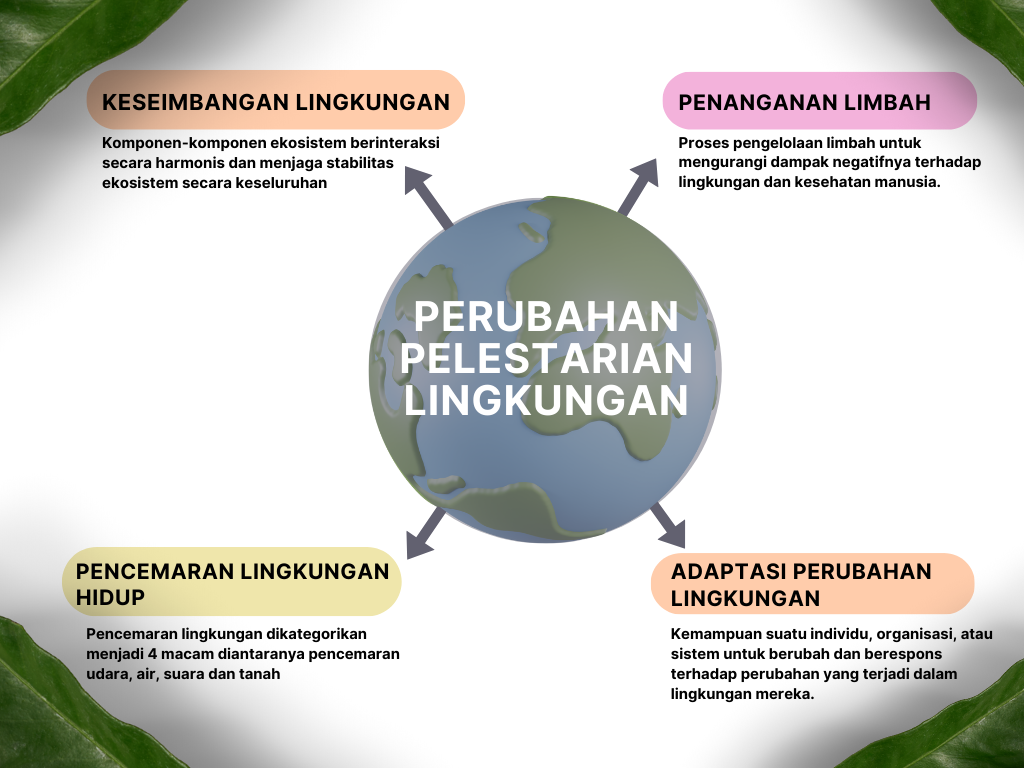 KESEIMBANGAN LINGKUNGAN
Komponen-komponen ekosistem berinteraksi
secara harmonis dan menjaga stabilitas
ekosistem secara keseluruhan
PENANGANAN LIMBAH
Proses pengelolaan limbah untuk
mengurangi dampak negatifnya terhadap
lingkungan dan kesehatan manusia.
PERUBAHAN
PELESTARIAN
LINGKUNGAN
PENCEMARAN LINGKUNGAN
HIDUP
Pencemaran lingkungan dikategorikan
menjadi 4 macam diantaranya pencemaran
udara, air, suara dan tanah
ADAPTASI PERUBAHAN
LINGKUNGAN
Kemampuan suatu individu, organisasi, atau
sistem untuk berubah dan berespons
terhadap perubahan yang terjadi dalam
lingkungan mereka.